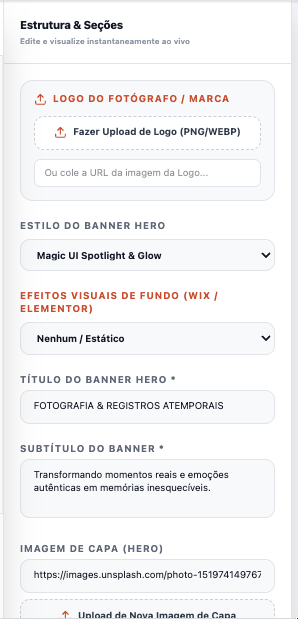 Estrutura & Seções
Edite e visualize instantaneamente ao vivo
LOGO DO FOTÓGRAFO / MARCA
Fazer Upload de Logo (PNG/WEBP)
Ou cole a URL da imagem da Logo...
ESTILO DO BANNER HERO
Magic UI Spotlight & Glow
EFEITOS VISUAIS DE FUNDO (WIX /
ELEMENTOR)
Nenhum / Estático
TÍTULO DO BANNER HERO *
FOTOGRAFIA & REGISTROS ATEMPORAIS
SUBTÍTULO DO BANNER *
Transformando momentos reais e emoções
autênticas em memórias inesquecíveis.
IMAGEM DE CAPA (HERO)
https://images.unsplash.com/photo-151974149767
Upload de Nova Imagem de Capa